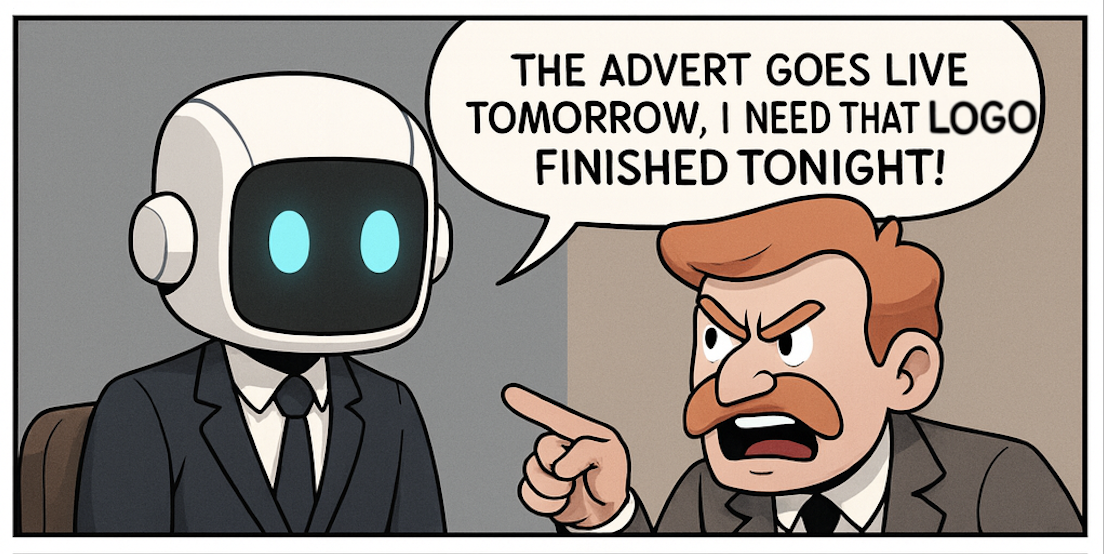 THE ADVERT GOES LIVE
TOMORROW, I NEED THAT LOGO
FINISHED TONIGHT!